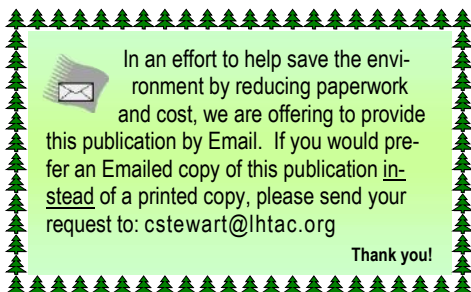 In an effort to help save the envi-
ronment by reducing paperwork
and cost, we are offering to provide
this publication by Email.  If you would pre-
fer an Emailed copy of this publication in-
stead of a printed copy, please send your
request to: cstewart@lhtac.org
Thank you!